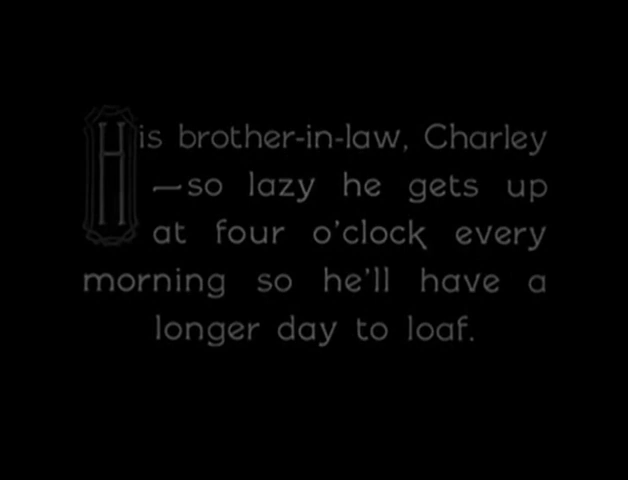 His brother-in-law, Charley
—so lazy he gets up
at four o'clock every
morning so he'll have a
longer day to loaf.